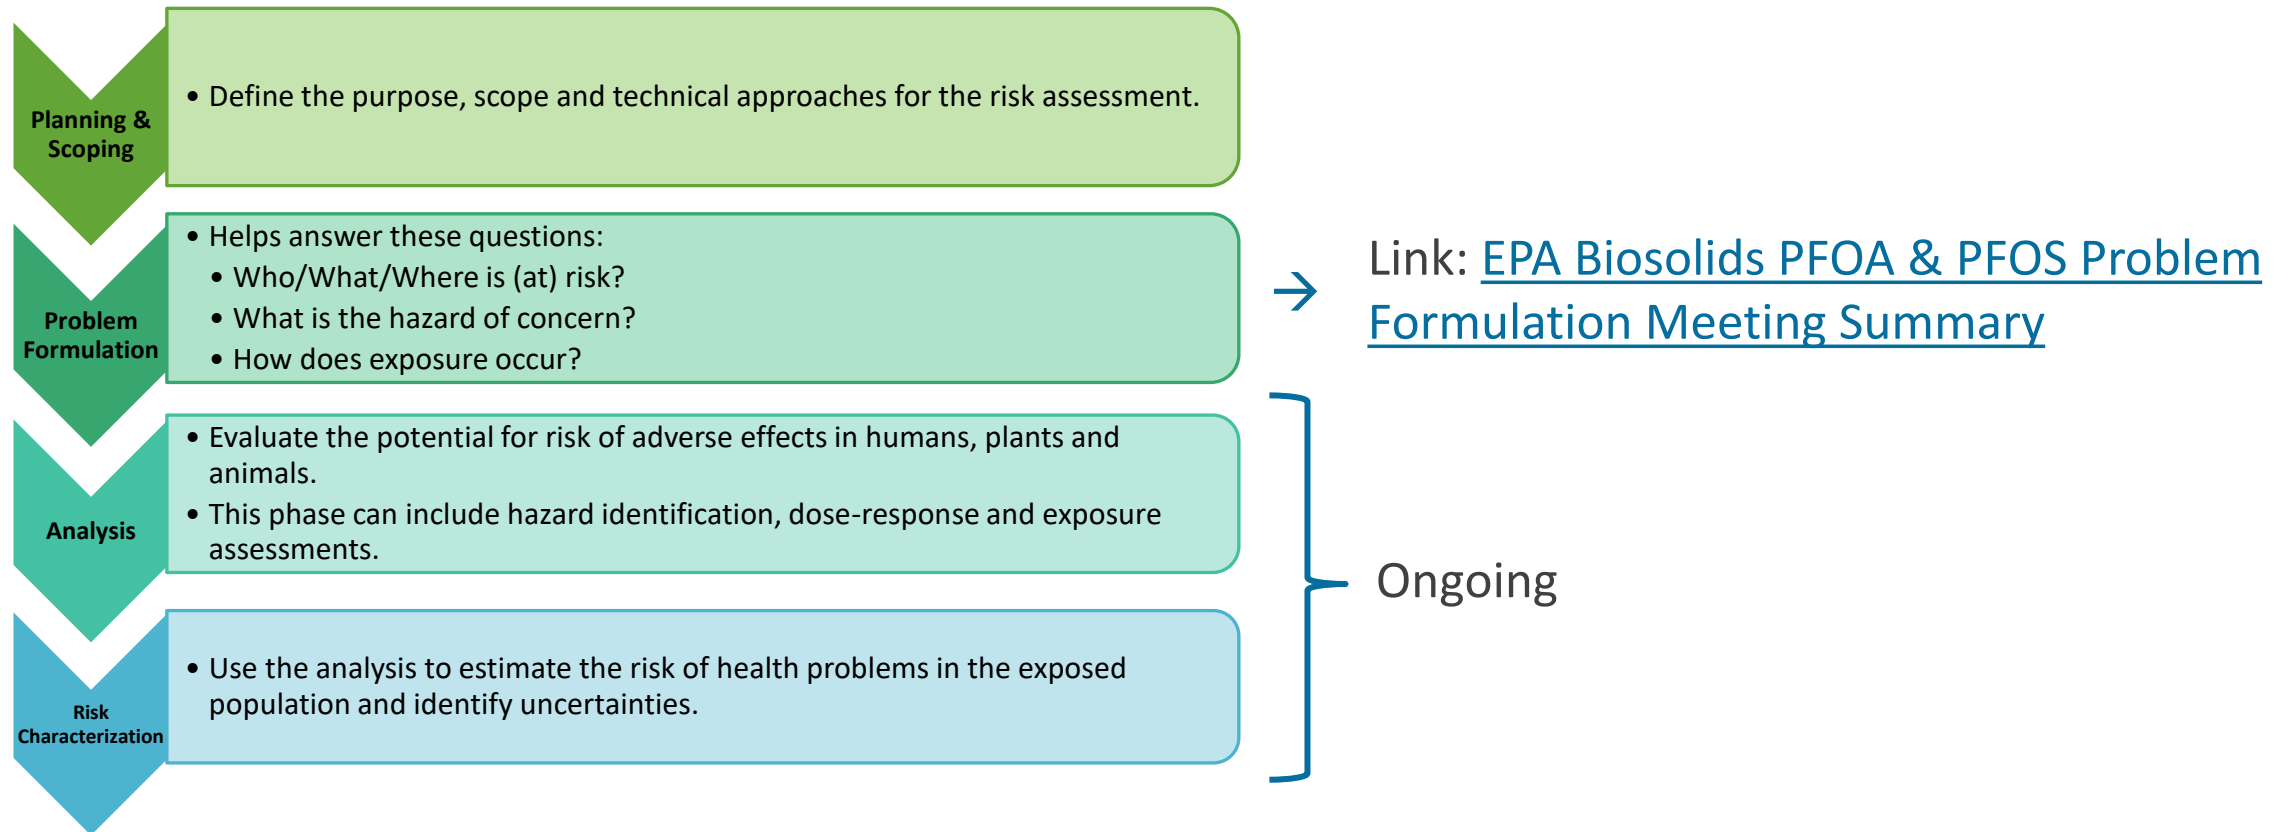 Planning &
Scoping
• Define the purpose, scope and technical approaches for the risk assessment.
Problem
Formulation
• Helps answer these questions:
• Who/What/Where is (at) risk?
• What is the hazard of concern?
• How does exposure occur?
→
Link: EPA Biosolids PFOA & PFOS Problem
Formulation Meeting Summary
Analysis
• Evaluate the potential for risk of adverse effects in humans, plants and
animals.
• This phase can include hazard identification, dose-response and exposure
assessments.
Risk
Characterization
• Use the analysis to estimate the risk of health problems in the exposed
population and identify uncertainties.
Ongoing